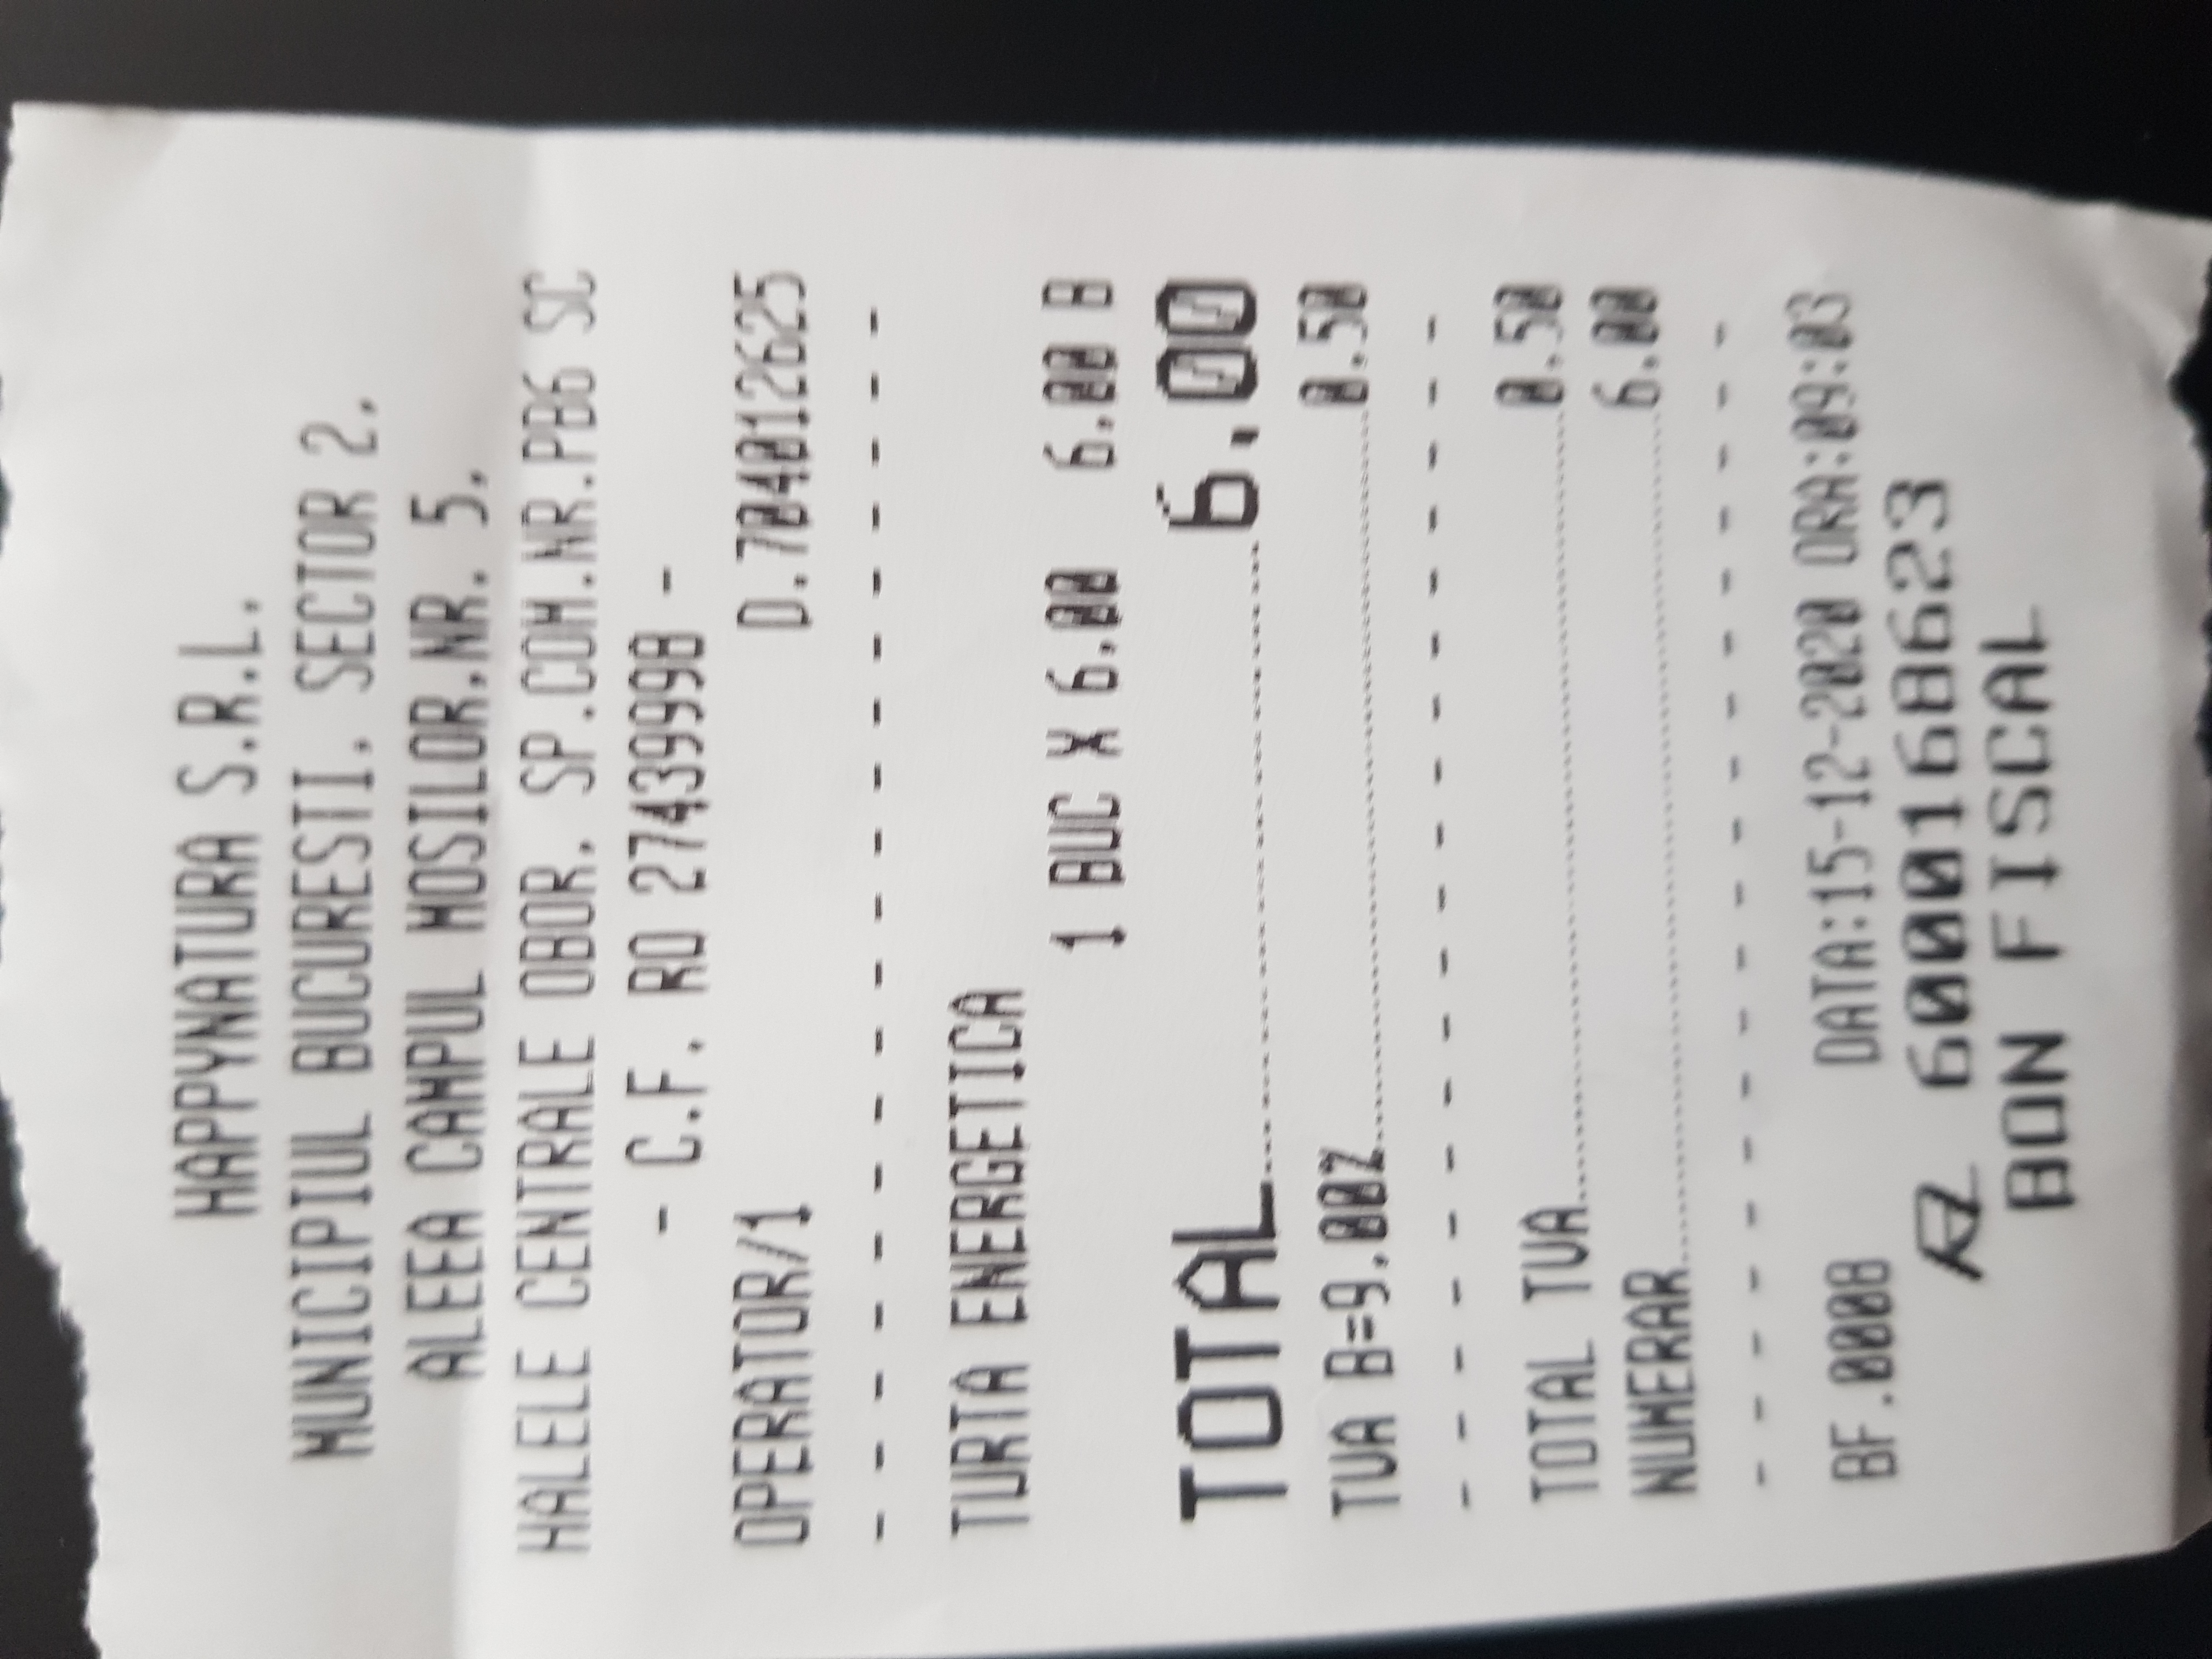 HAPPYNATURA S.R.L.
MUNICIPIUL BUCURESTI, SECTOR 2,
ALEEA CAMPUL MOSILOR,NR. 5,
HALELE CENTRALE OBOR, SP.COM.NR.PB6 SC
- C.F. RO 27439998 -
OPERATOR/1 D.704012625
- - - - - - - - - - - - - - - - - - -
TURTA ENERGETICA
1 BUC X 6.00 6.00 B
TOTAL 6.00
TVA B=9.00% 0.50
- - - - - - - - - - - - - - - - - - -
TOTAL TVA 0.50
NUMERAR 6.00
- - - - - - - - - - - - - - - - - - -
BF.0008 DATA:15-12-2020 ORA:09:03
6000168623
BON FISCAL